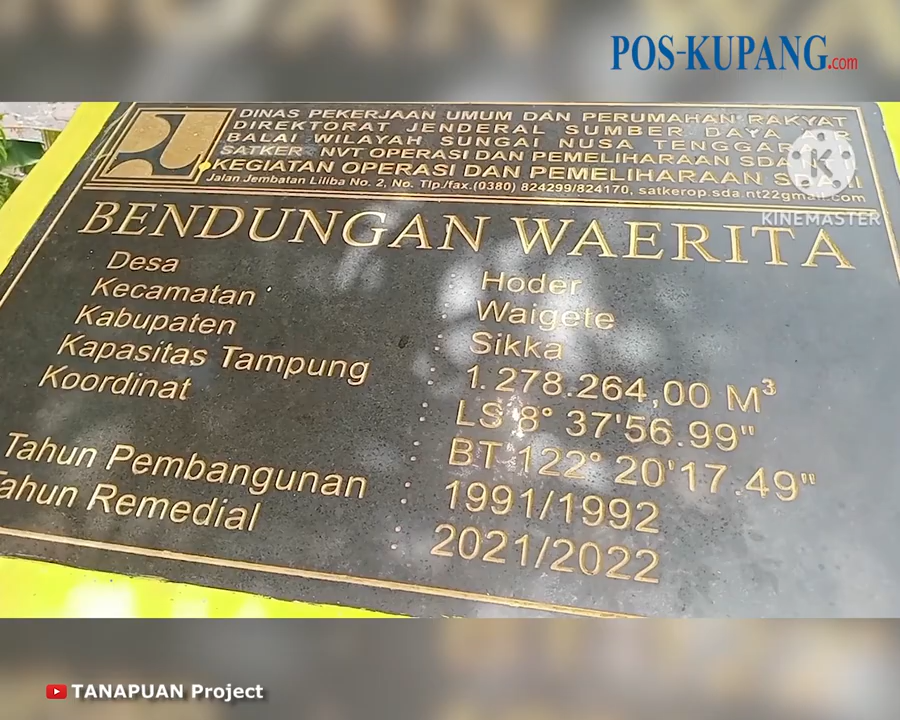 POS-KUPANG.com
DINAS PEKERJAAN UMUM DAN PERUMAHAN RAKYAT
DIREKTORAT JENDERAL SUMBER DAYA AIR
BALAI WILAYAH SUNGAI NUSA TENGGARA
SATKER NVT OPERASI DAN PEMELIHARAAN SDA
KEGIATAN OPERASI DAN PEMELIHARAAN SDA
Jalan Jembatan Liliba No. 2, No. Tlp./fax.(0380) 824299/824170, satkerop.sda.nt22gmail.com
KINEMASTER
BENDUNGAN WAERITA
Desa : Hoder
Kecamatan : Waigete
Kabupaten : Sikka
Kapasitas Tampung : 1.278.264,00 M³
Koordinat : LS 8° 37'56.99"
BT 122° 20'17.49"
Tahun Pembangunan : 1991/1992
Tahun Remedial : 2021/2022
TANAPUAN Project